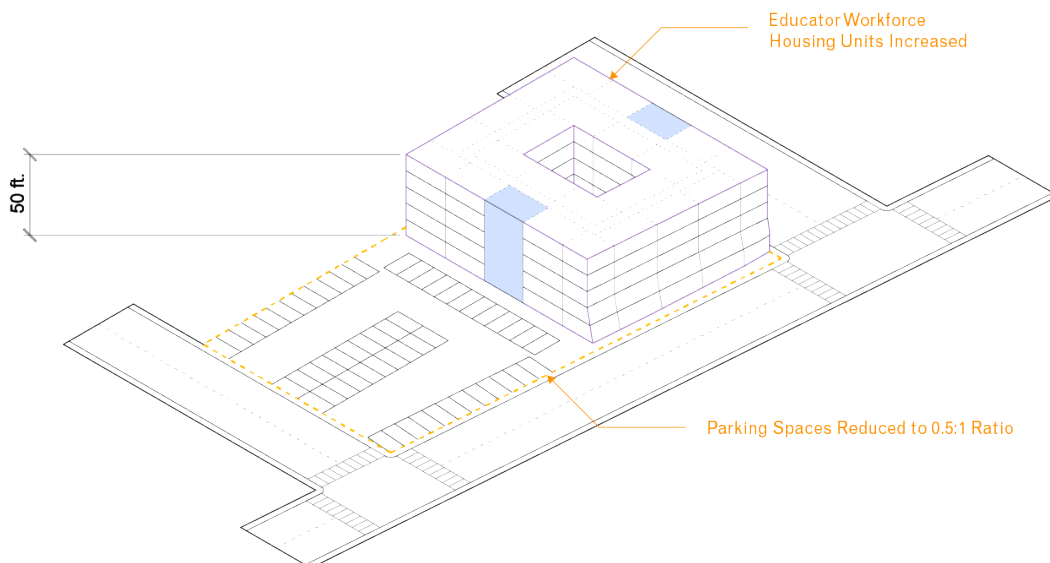 Educator Workforce
Housing Units Increased
50 ft.
Parking Spaces Reduced to 0.5:1 Ratio